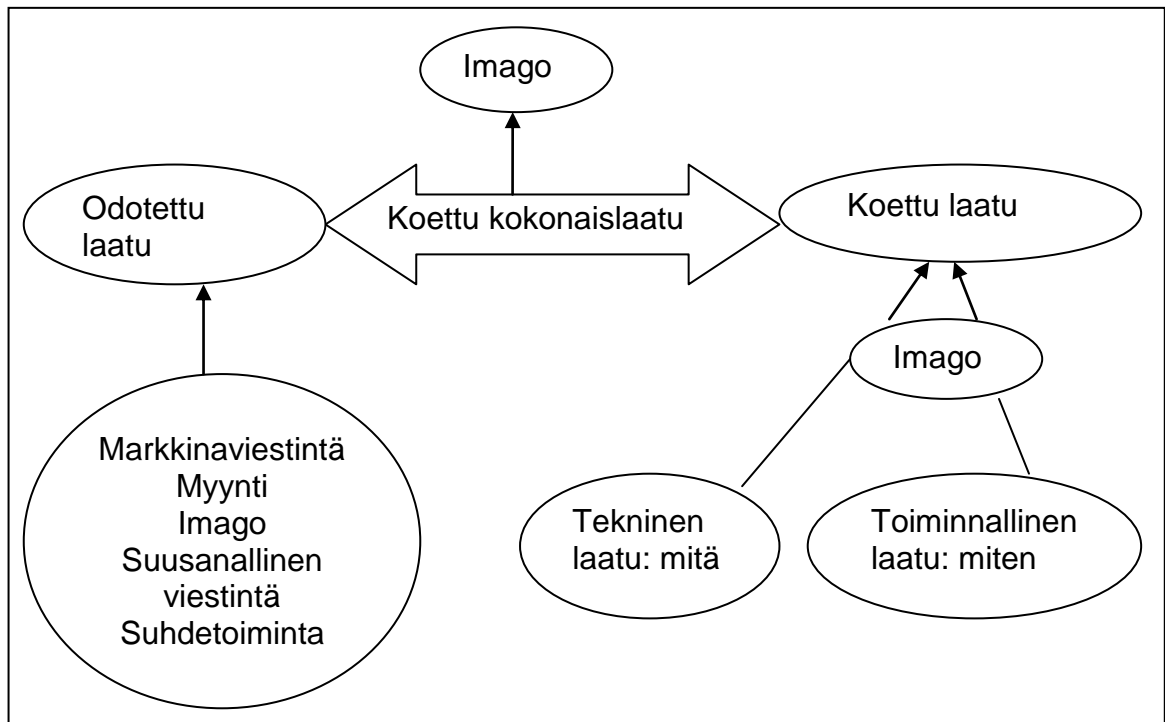 Imago
Odotettu
laatu
Koettu kokonaislaatu
Koettu laatu
Imago
Markkinaviestintä
Myynti
Imago
Suusanallinen
viestintä
Suhdetoiminta
Tekninen
laatu: mitä
Toiminnallinen
laatu: miten